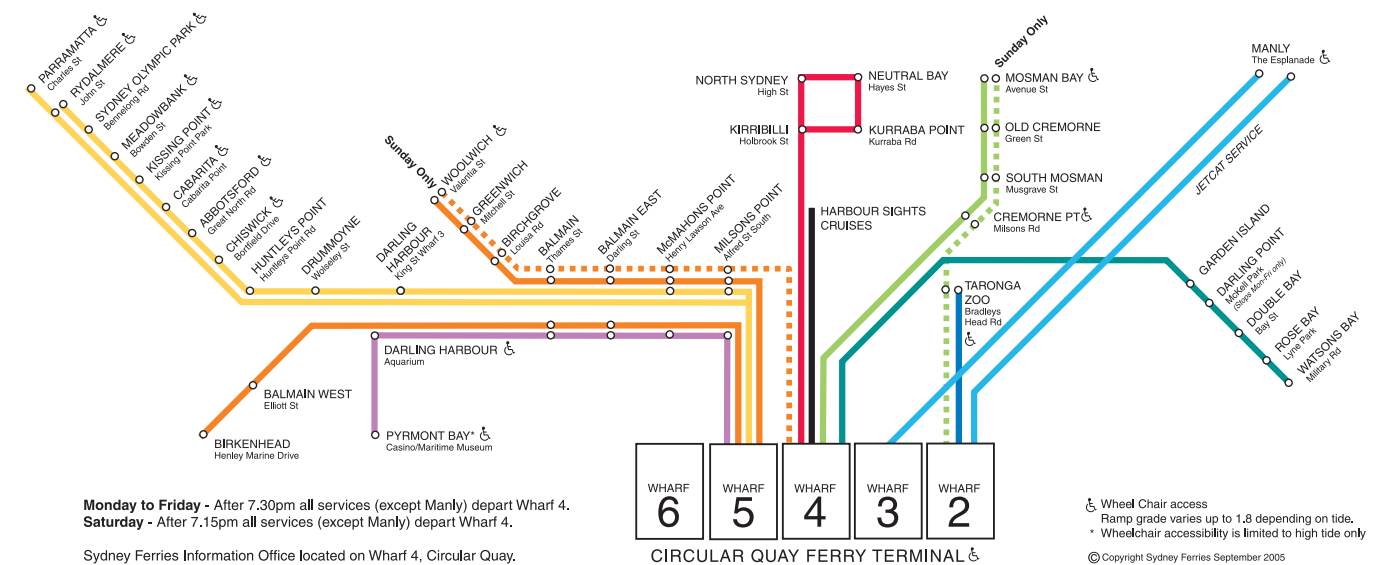 PARRAMATTA
Charles St
RYDALMERE
John St
SYDNEY OLYMPIC PARK
Bennelong Rd
MEADOWBANK
Bowden St
KISSING POINT
Kissing Point Park
CABARITA
Cabarita Point
ABBOTSFORD
Great North Rd
CHISWICK
Bortfield Drive
HUNTLEYS POINT
Huntleys Point Rd
DRUMMOYNE
Wolseley St
DARLING
HARBOUR
King St Wharf 3
Sunday Only
WOOLWICH
Valentia St
GREENWICH
Mitchell St
BIRCHGROVE
Louisa Rd
BALMAIN
Thames St
BALMAIN EAST
Darling St
McMAHONS POINT
Henry Lawson Ave
MILSONS POINT
Alfred St South
NORTH SYDNEY
High St
NEUTRAL BAY
Hayes St
KIRRIBILLI
Holbrook St
KURRABA POINT
Kurraba Rd
HARBOUR SIGHTS
CRUISES
Sunday Only
MOSMAN BAY
Avenue St
OLD CREMORNE
Green St
SOUTH MOSMAN
Musgrave St
CREMORNE PT
Milsons Rd
TARONGA
ZOO
Bradleys
Head Rd
MANLY
The Esplanade
JETCAT SERVICE
GARDEN ISLAND
DARLING POINT
McKell Park
(Stops Mon-Fri only)
DOUBLE BAY
Bay St
ROSE BAY
Lyne Park
WATSONS BAY
Military Rd
DARLING HARBOUR
Aquarium
BALMAIN WEST
Elliott St
BIRKENHEAD
Henley Marine Drive
PYRMONT BAY*
Casino/Maritime Museum
WHARF
6
WHARF
5
WHARF
4
WHARF
3
WHARF
2
CIRCULAR QUAY FERRY TERMINAL
Monday to Friday - After 7.30pm all services (except Manly) depart Wharf 4.
Saturday - After 7.15pm all services (except Manly) depart Wharf 4.
Sydney Ferries Information Office located on Wharf 4, Circular Quay.
Wheel Chair access
Ramp grade varies up to 1.8 depending on tide.
* Wheelchair accessibility is limited to high tide only
© Copyright Sydney Ferries September 2005